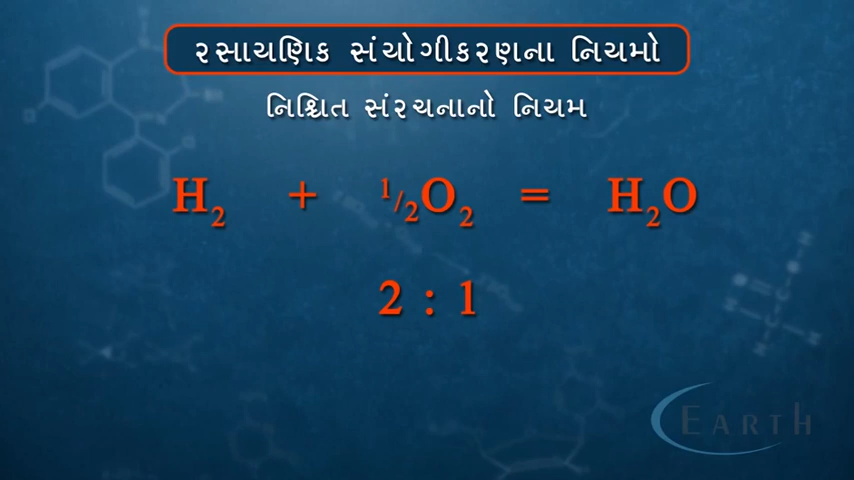 રસાયણિક સંયોગીકરણના નિયમો
નિશ્ચિત સંરચનાનો નિયમ
H₂ + ¹/₂O₂ = H₂O
2 : 1
EARTH